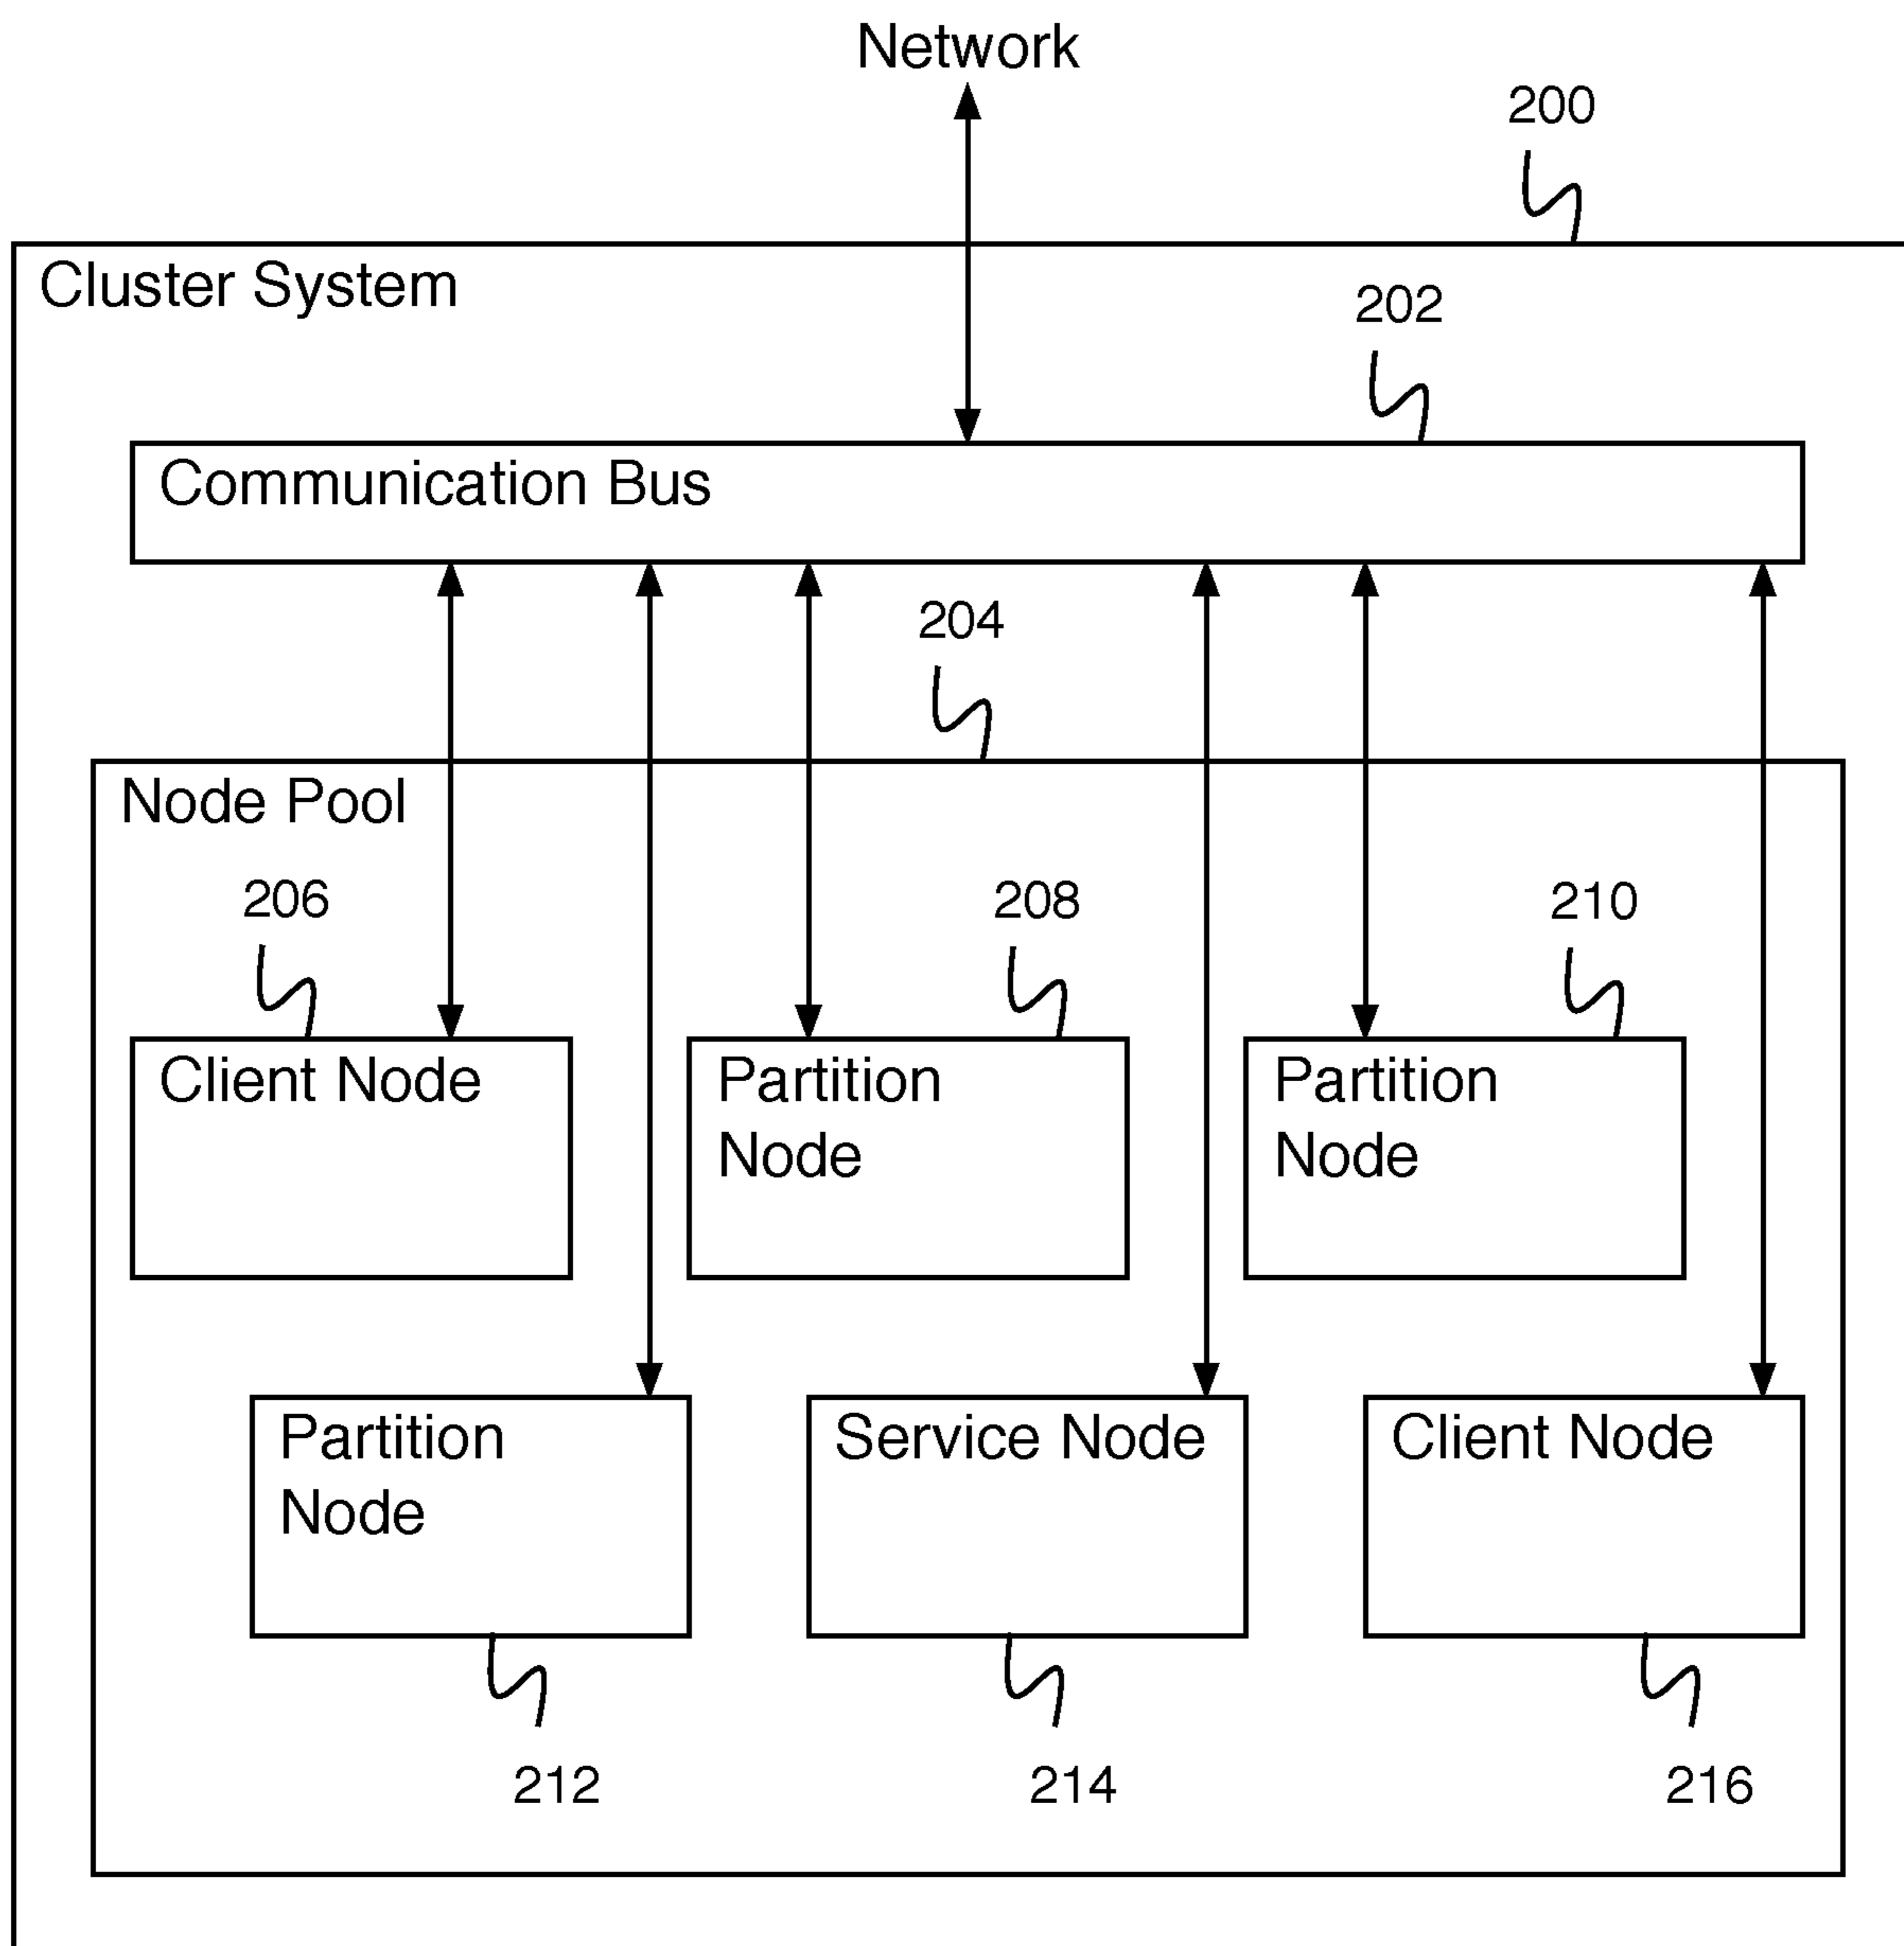 Network
200
Cluster System
202
Communication Bus
204
Node Pool
206
208
210
Client Node
Partition
Node
Partition
Node
Partition
Node
Service Node
Client Node
212
214
216